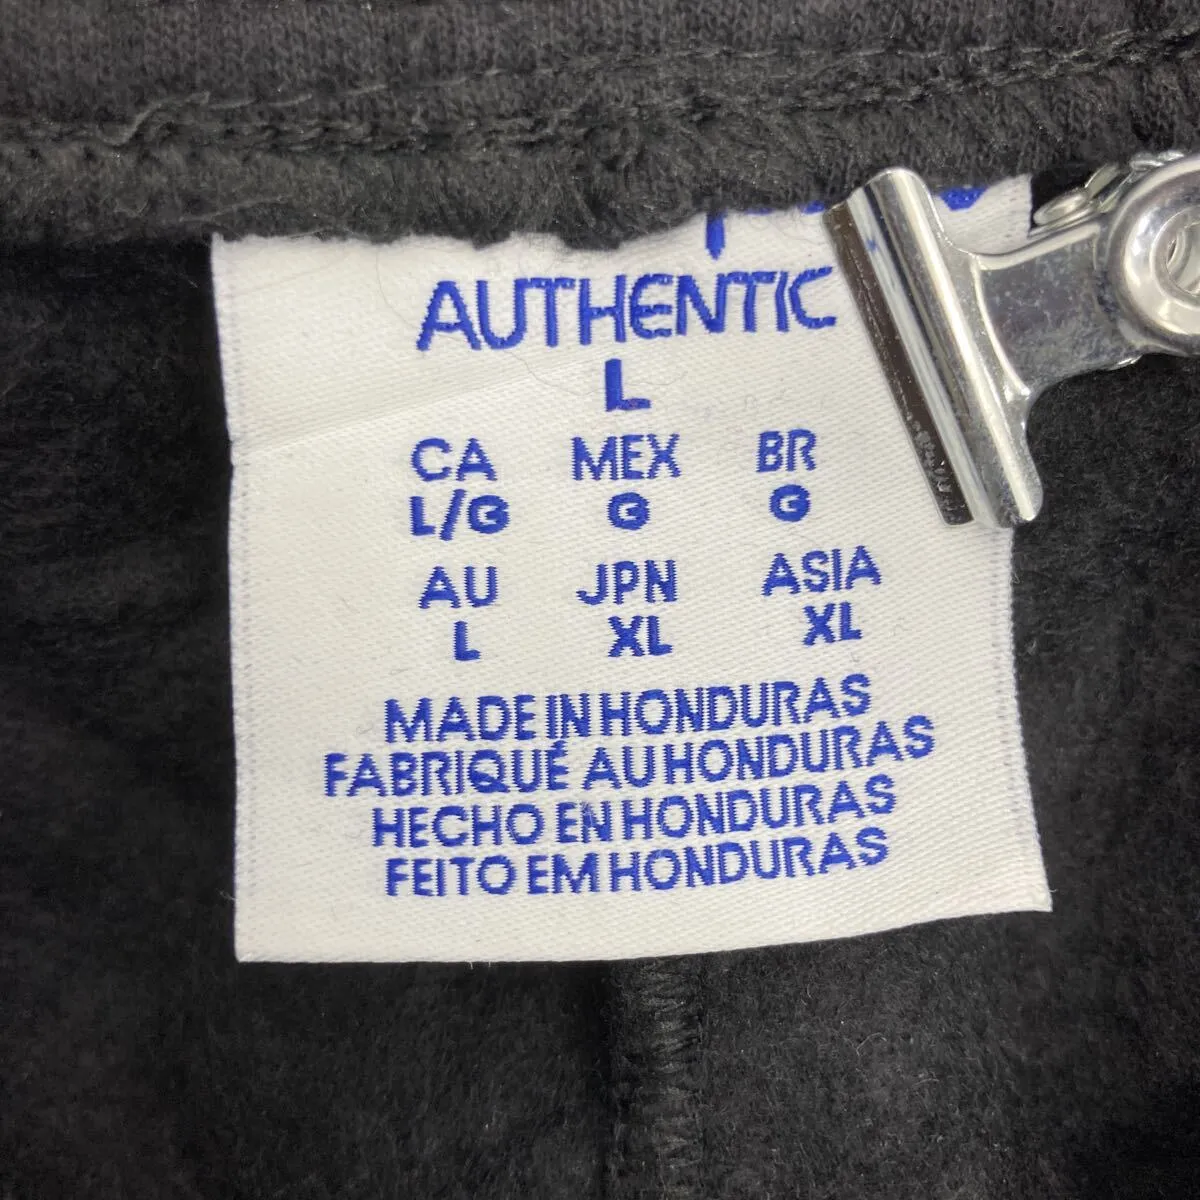 AUTHENTIC
L
CA MEX BR
L/G G G
AU JPN ASIA
L XL XL
MADE IN HONDURAS
FABRIQUÉ AU HONDURAS
HECHO EN HONDURAS
FEITO EM HONDURAS